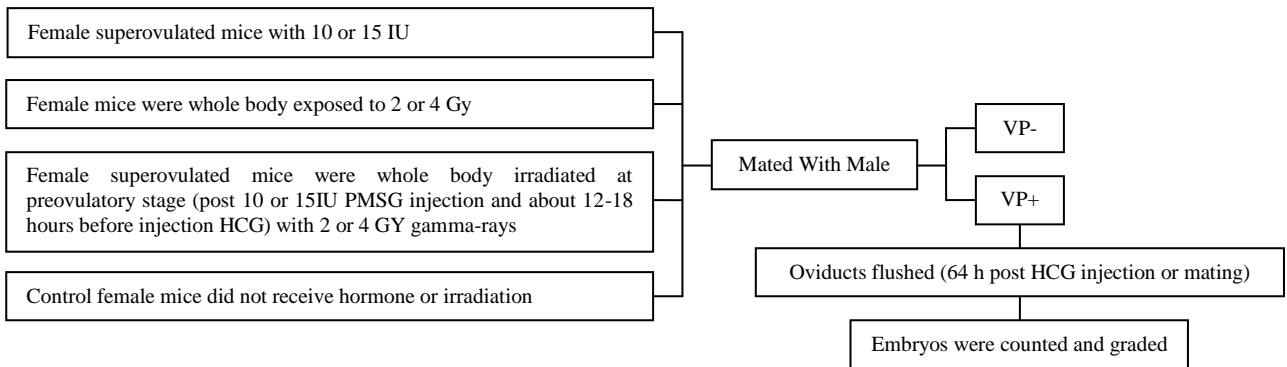 Female superovulated mice with 10 or 15 IU
Female mice were whole body exposed to 2 or 4 Gy
Female superovulated mice were whole body irradiated at
preovulatory stage (post 10 or 15IU PMSG injection and about 12-18
hours before injection HCG) with 2 or 4 GY gamma-rays
Control female mice did not receive hormone or irradiation
Mated With Male
VP-
VP+
Oviducts flushed (64 h post HCG injection or mating)
Embryos were counted and graded